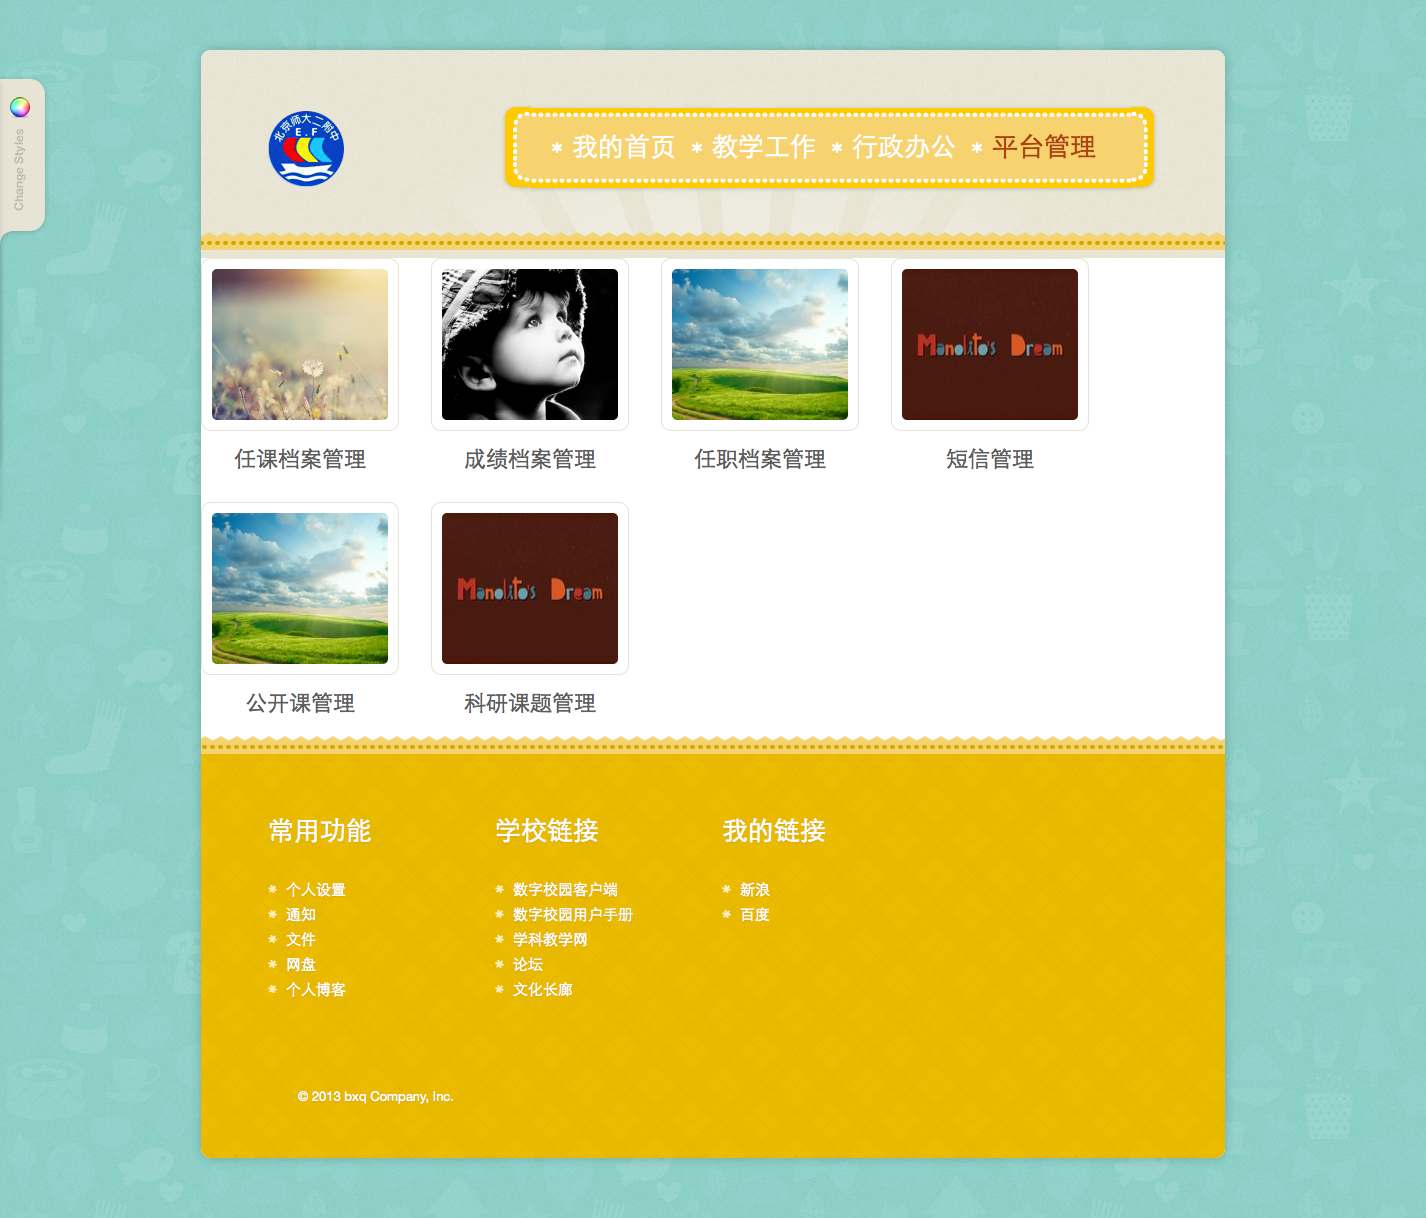 北京师大二附中
E.F
* 我的首页 * 教学工作 * 行政办公 * 平台管理
Change Styles
Manolito's Dream
任课档案管理 成绩档案管理 任职档案管理 短信管理
Manolito's Dream
公开课管理 科研课题管理
常用功能
个人设置
通知
文件
网盘
个人博客
学校链接
数字校园客户端
数字校园用户手册
学科教学网
论坛
文化长廊
我的链接
新浪
百度
© 2013 bxq Company, Inc.